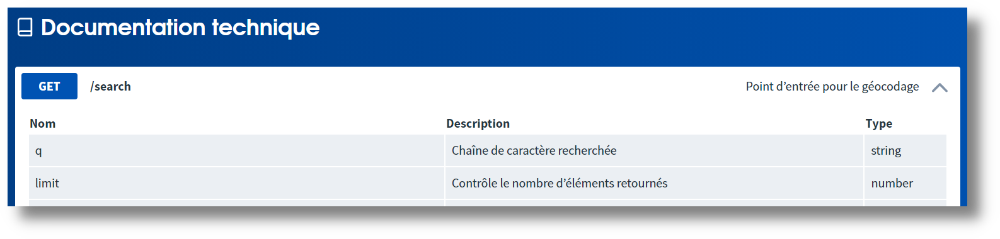 Documentation technique
GET /search Point d’entrée pour le géocodage
Nom Description Type
q Chaîne de caractère recherchée string
limit Contrôle le nombre d’éléments retournés number